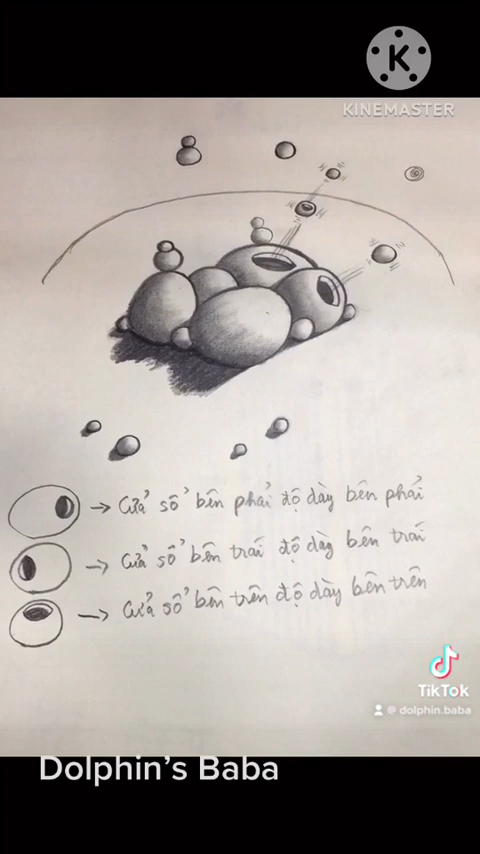 KINEMASTER
→ Cửa sổ bên phải độ dày bên phải
→ Cửa sổ bên trái độ dày bên trái
→ Cửa sổ bên trên độ dày bên trên
TikTok
@ dolphin.baba
Dolphin's Baba